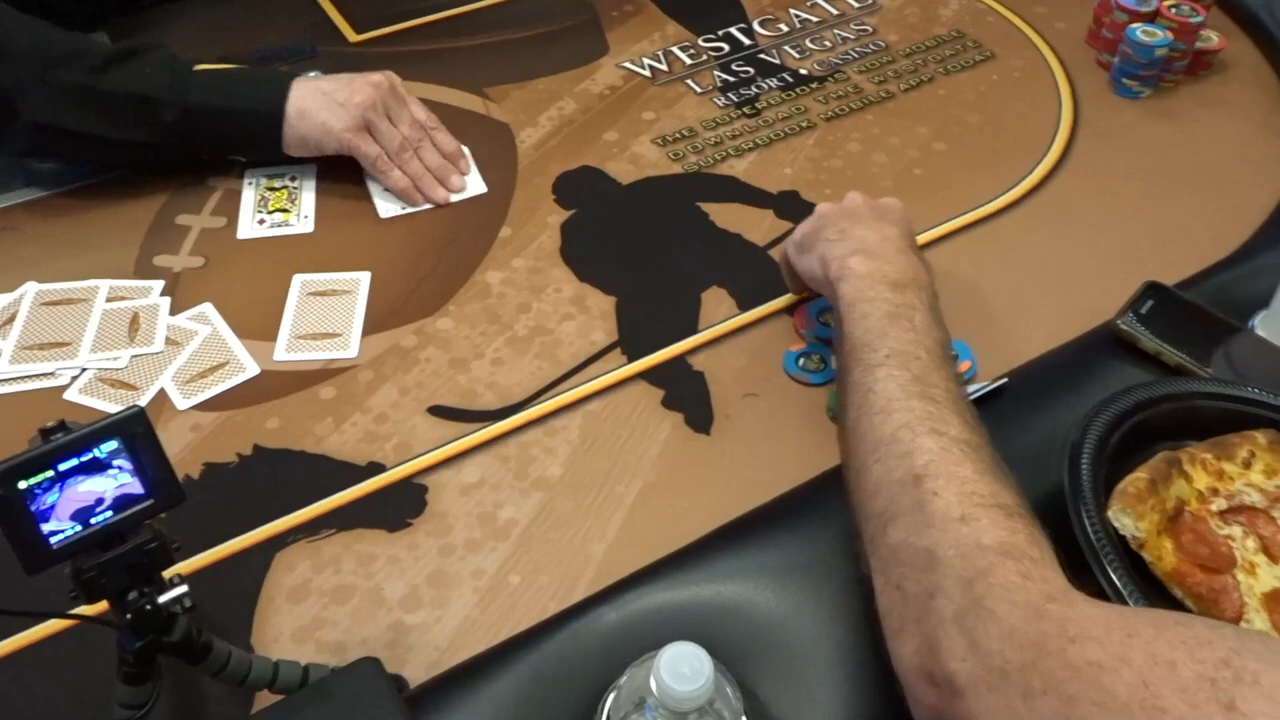 WESTGATE
LAS VEGAS
RESORT • CASINO
THE SUPERBOOK IS NOW MOBILE
DOWNLOAD THE WESTGATE
SUPERBOOK MOBILE APP TODAY